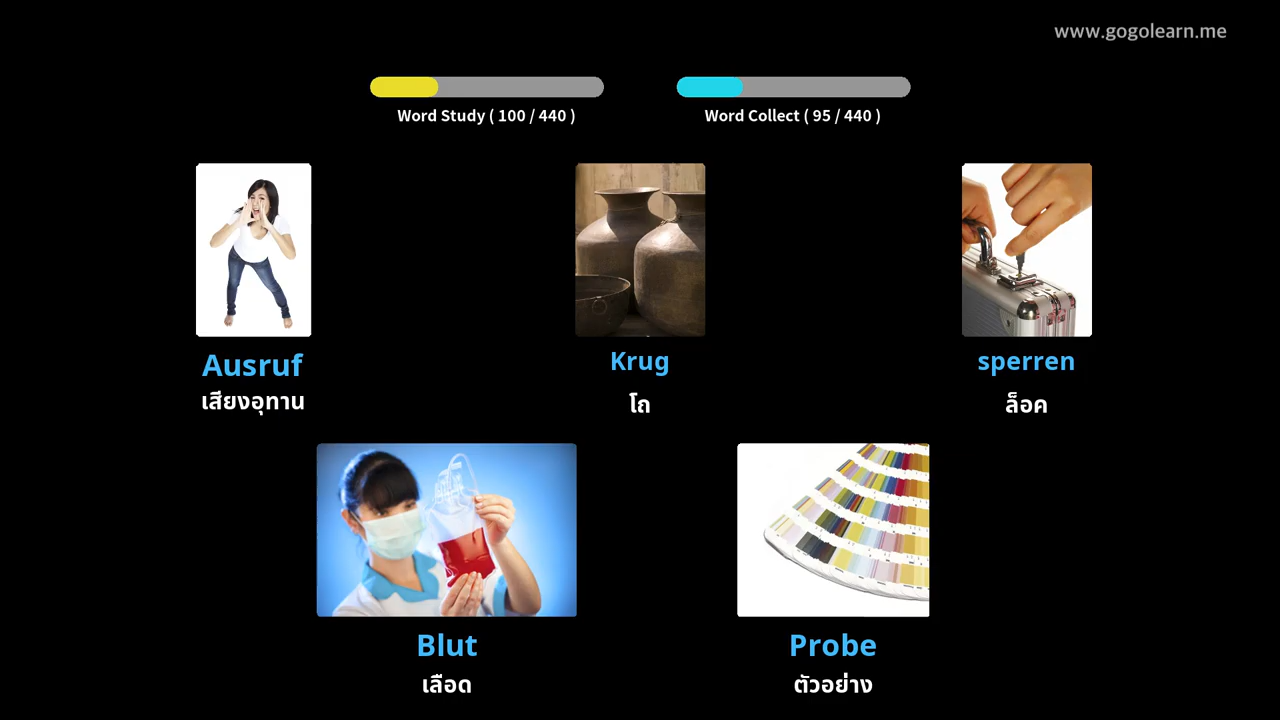 www.gogolearn.me
Word Study ( 100 / 440 )
Word Collect ( 95 / 440 )
Ausruf
เสียงอุทาน
Krug
โถ
sperren
ล็อค
Blut
เลือด
Probe
ตัวอย่าง